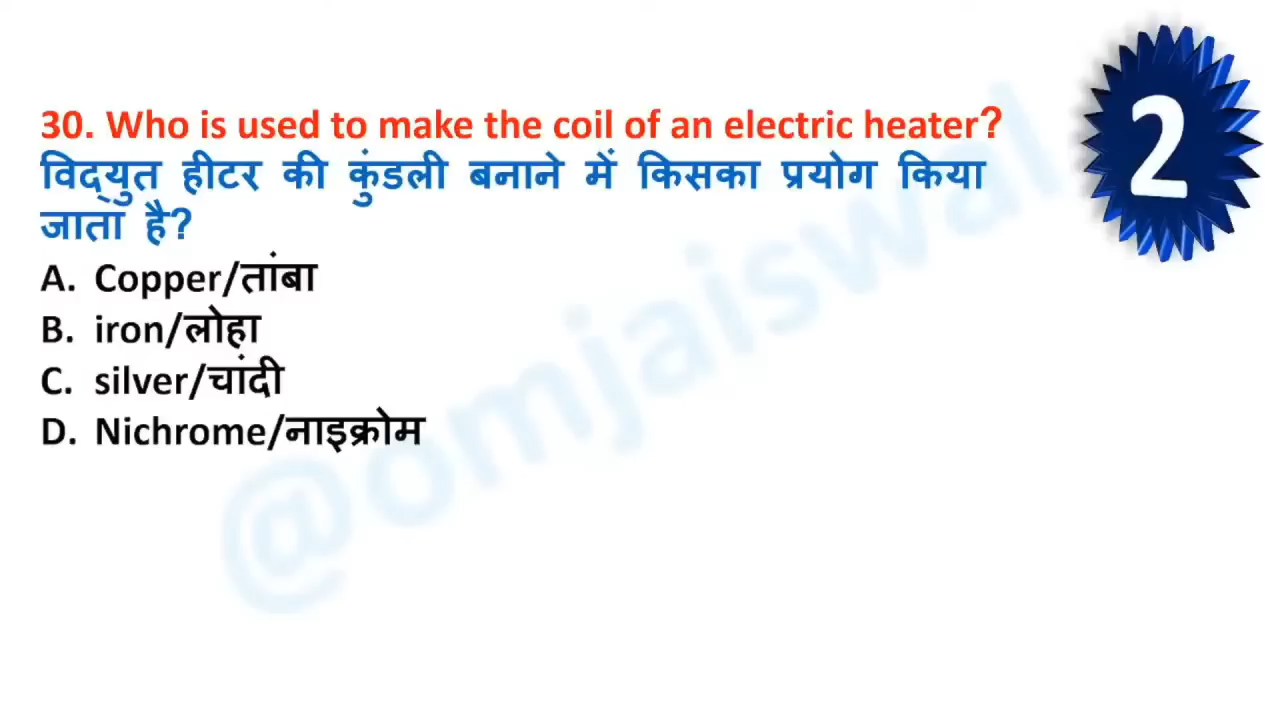 30. Who is used to make the coil of an electric heater?
विद्युत हीटर की कुंडली बनाने में किसका प्रयोग किया
जाता है?
A. Copper/तांबा
B. iron/लोहा
C. silver/चांदी
D. Nichrome/नाइक्रोम
2
@omjaiswal